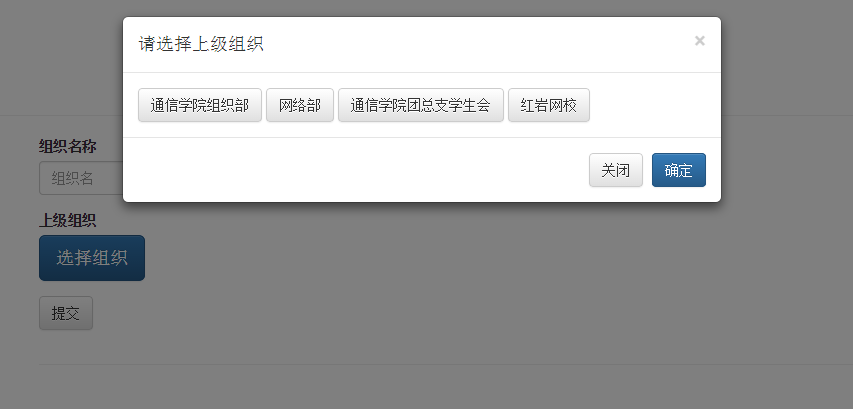 请选择上级组织 ×
通信学院组织部 网络部 通信学院团总支学生会 红岩网校
关闭 确定
组织名称
组织名
上级组织
选择组织
提交